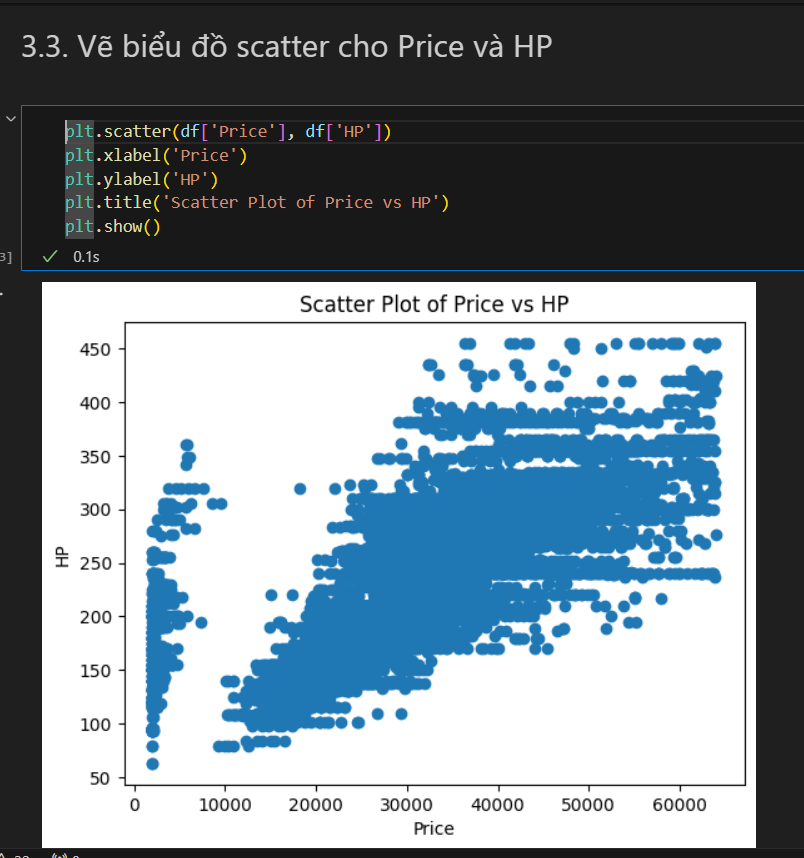 3.3. Vẽ biểu đồ scatter cho Price và HP
plt.scatter(df['Price'], df['HP'])
plt.xlabel('Price')
plt.ylabel('HP')
plt.title('Scatter Plot of Price vs HP')
plt.show()
3]
0.1s
Scatter Plot of Price vs HP
450
400
350
300
250
200
150
100
50
HP
0 10000 20000 30000 40000 50000 60000
Price